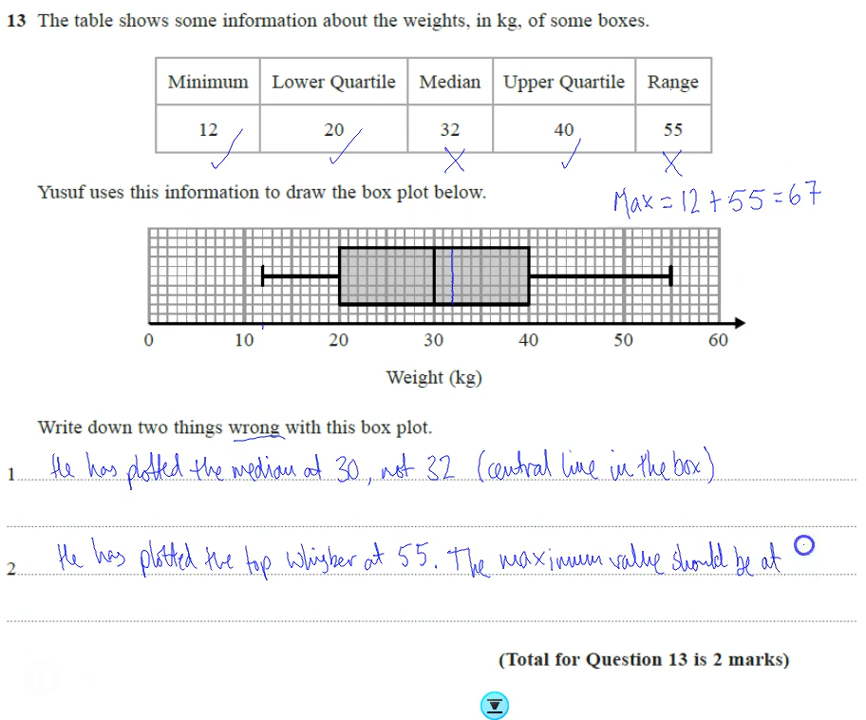 13 The table shows some information about the weights, in kg, of some boxes.
Minimum Lower Quartile Median Upper Quartile Range
12 20 32 40 55
Yusuf uses this information to draw the box plot below.
Max = 12 + 55 = 67
0 10 20 30 40 50 60
Weight (kg)
Write down two things wrong with this box plot.
1 He has plotted the median at 30, not 32 (central line in the box)
2 He has plotted the top whisker at 55. The maximum value should be at
(Total for Question 13 is 2 marks)